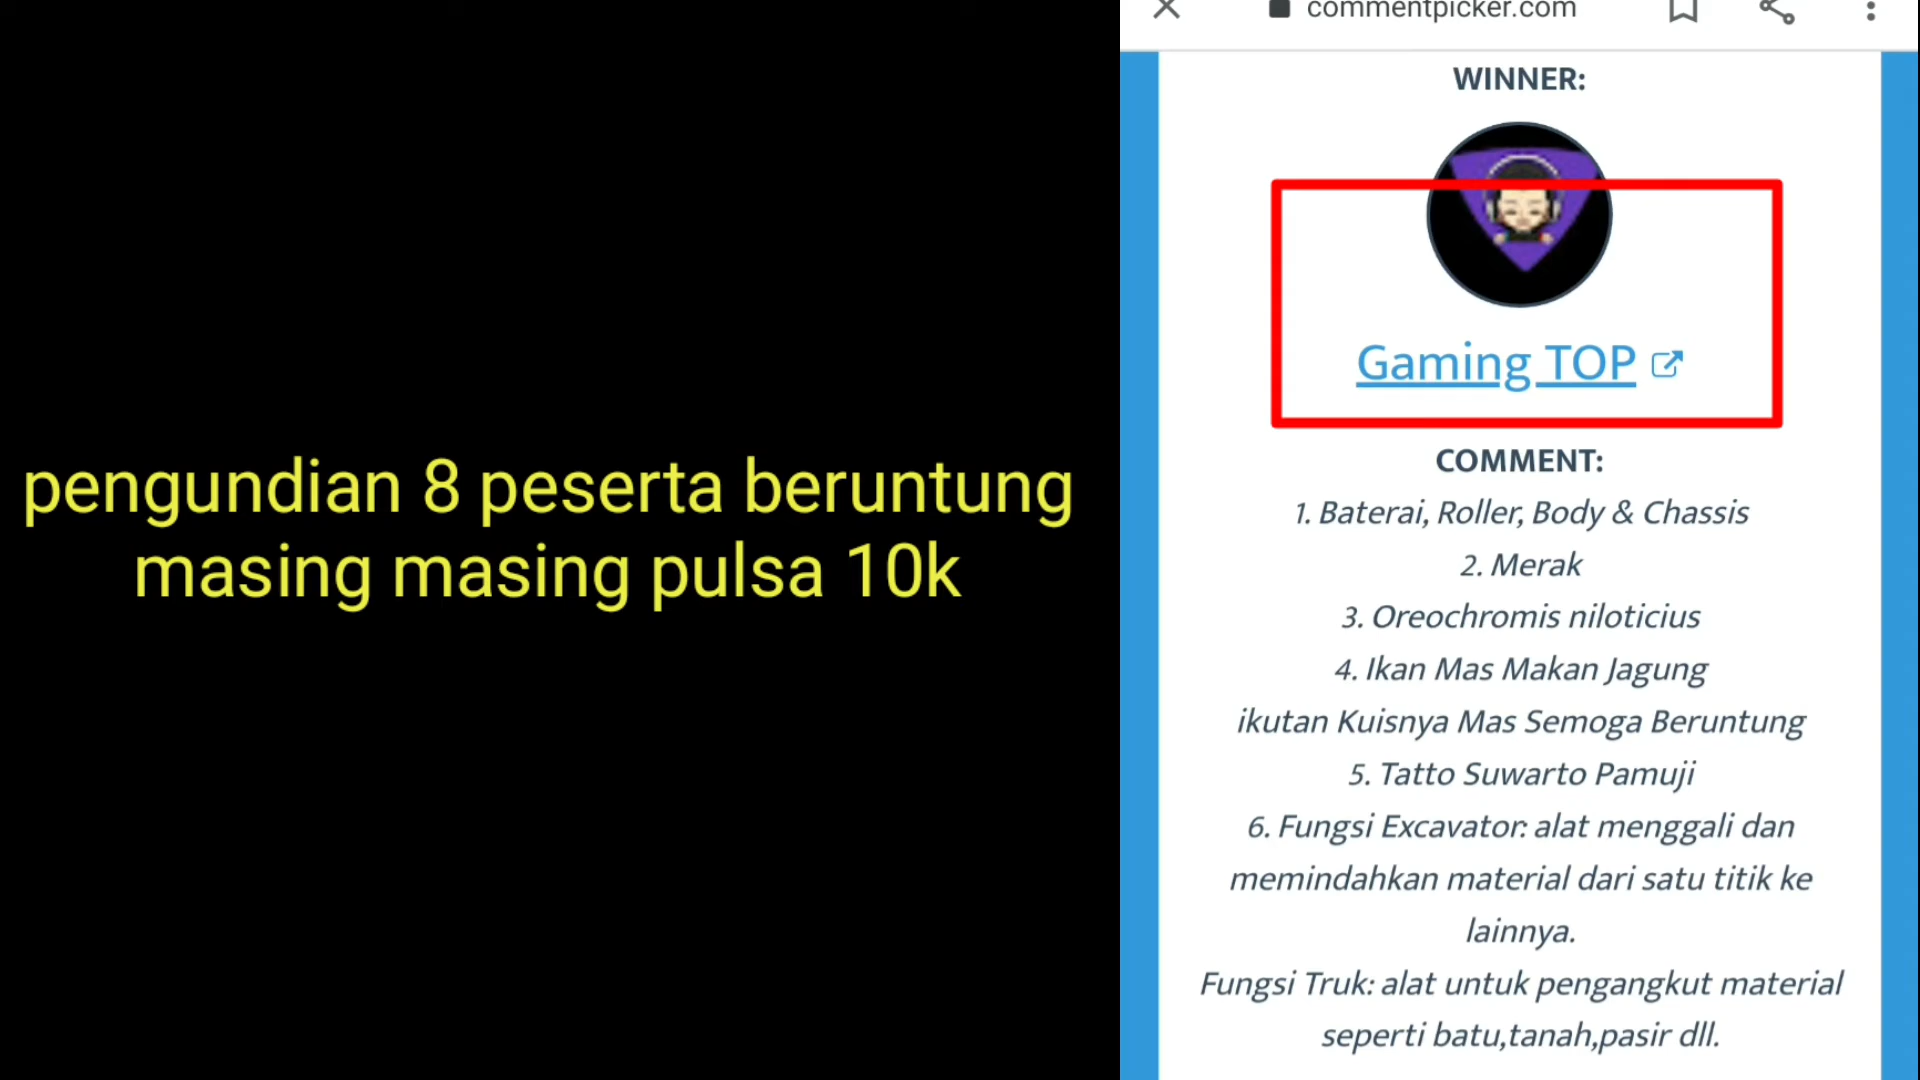 pengundian 8 peserta beruntung
masing masing pulsa 10k
commentpicker.com
WINNER:
Gaming TOP
COMMENT:
1. Baterai, Roller, Body & Chassis
2. Merak
3. Oreochromis niloticius
4. Ikan Mas Makan Jagung
ikutan Kuisnya Mas Semoga Beruntung
5. Tatto Suwarto Pamuji
6. Fungsi Excavator: alat menggali dan
memindahkan material dari satu titik ke
lainnya.
Fungsi Truk: alat untuk pengangkut material
seperti batu,tanah,pasir dll.